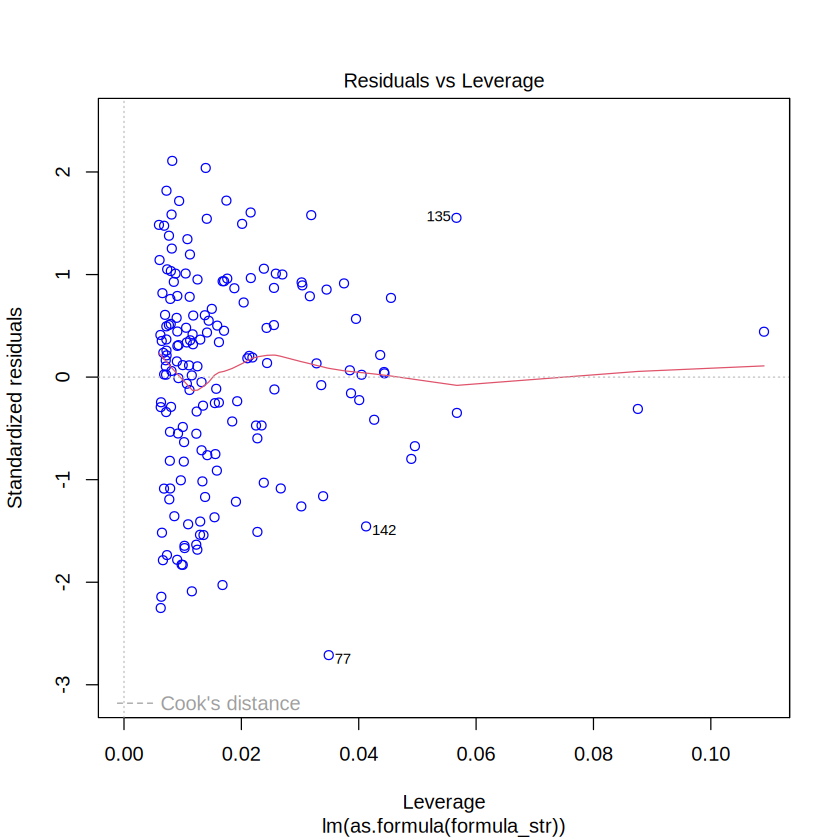 Residuals vs Leverage
Standardized residuals
2
1
0
-1
-2
-3
135
142
77
Cook's distance
0.00 0.02 0.04 0.06 0.08 0.10
Leverage
lm(as.formula(formula_str))